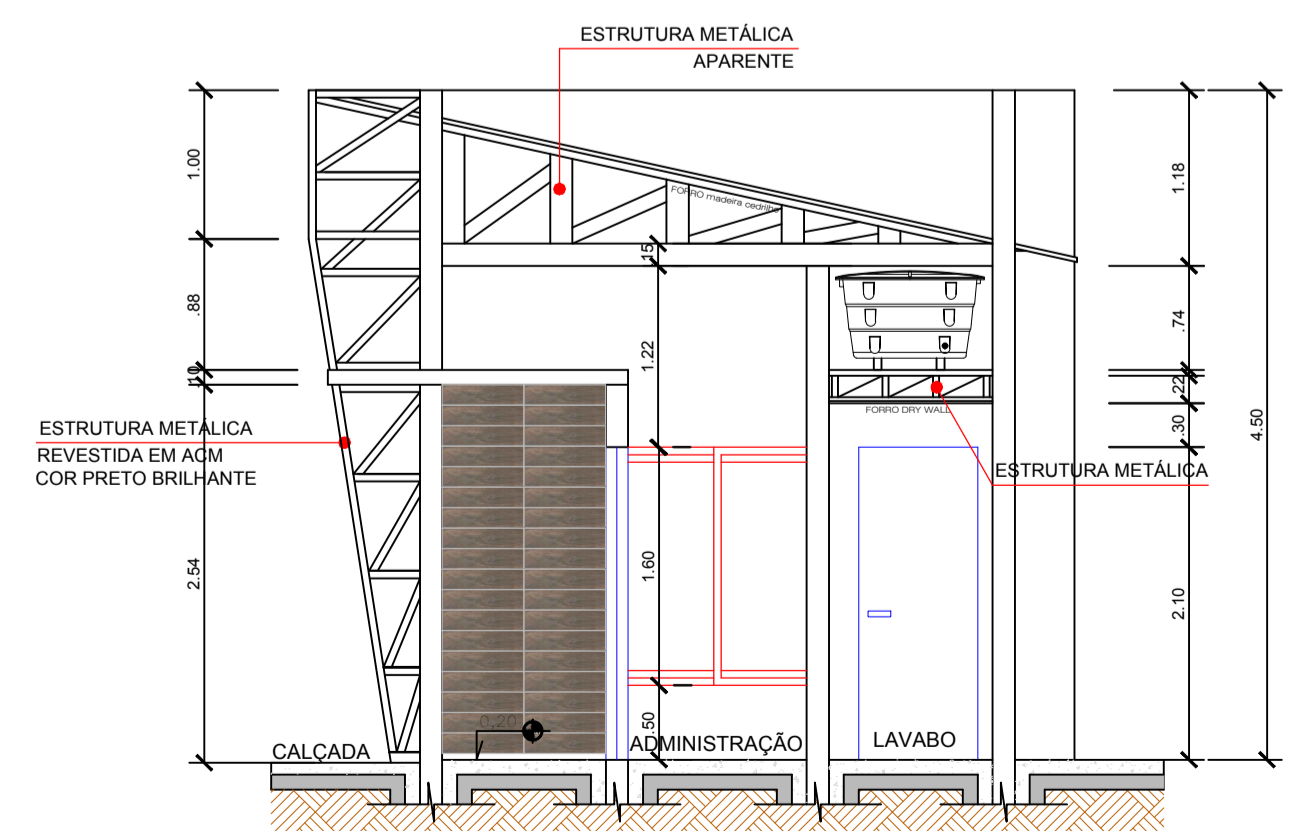 ESTRUTURA METÁLICA
APARENTE
1.00
.88
.10
2.54
FORRO madeira cedrilho
.15
1.22
1.60
.50
1.18
.74
.22
.30
2.10
4.50
FORRO DRY WALL
ESTRUTURA METÁLICA
REVESTIDA EM ACM
COR PRETO BRILHANTE
ESTRUTURA METÁLICA
0,20
CALÇADA
ADMINISTRAÇÃO
LAVABO